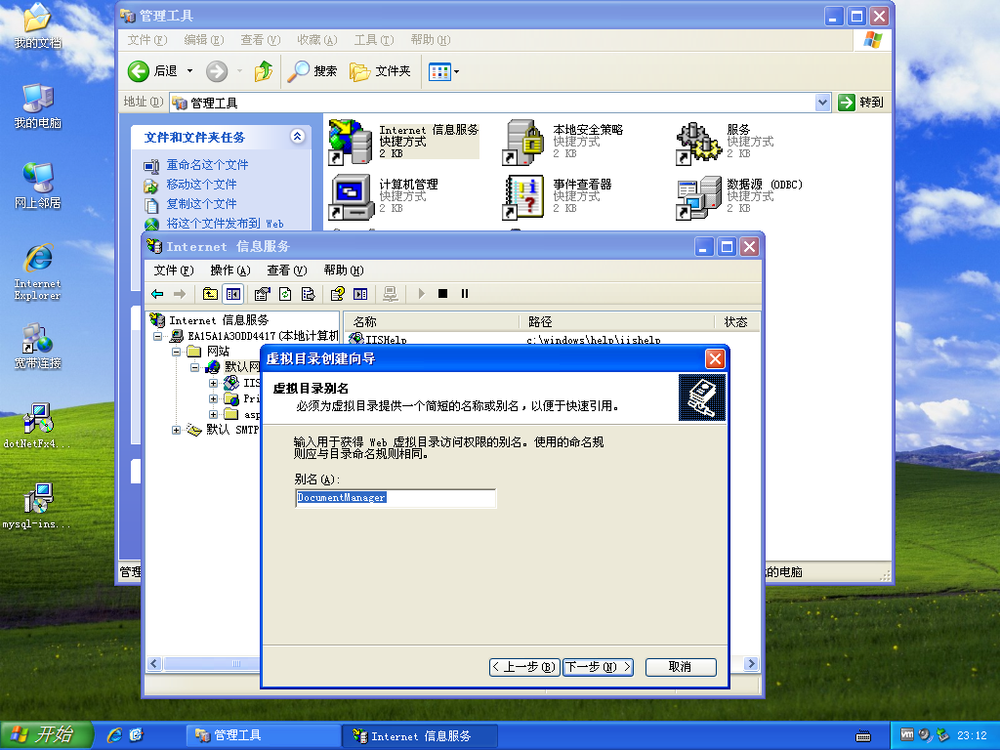 我的文档
我的电脑
网上邻居
Internet
Explorer
宽带连接
dotNetFx4...
mysql-ins...
管理工具
文件(F) 编辑(E) 查看(V) 收藏(A) 工具(T) 帮助(H)
后退 搜索 文件夹
地址(D) 管理工具 转到
文件和文件夹任务
重命名这个文件
移动这个文件
复制这个文件
将这个文件发布到 Web
Internet 信息服务
快捷方式
2 KB
本地安全策略
快捷方式
2 KB
服务
快捷方式
2 KB
计算机管理
快捷方式
2 KB
事件查看器
快捷方式
2 KB
数据源 (ODBC)
快捷方式
2 KB
管理
的电脑
Internet 信息服务
文件(F) 操作(A) 查看(V) 帮助(H)
Internet 信息服务
EA15A1A30DD4417(本地计算机
网站
默认网
IIS
Pri
asp
默认 SMTP
名称 路径 状态
IISHelp c:\windows\help\iishelp
虚拟目录创建向导
虚拟目录别名
必须为虚拟目录提供一个简短的名称或别名，以便于快速引用。
输入用于获得 Web 虚拟目录访问权限的别名。使用的命名规
则应与目录命名规则相同。
别名(A):
DocumentManager
< 上一步(B) 下一步(N) > 取消
开始 管理工具 Internet 信息服务 vm 23:12